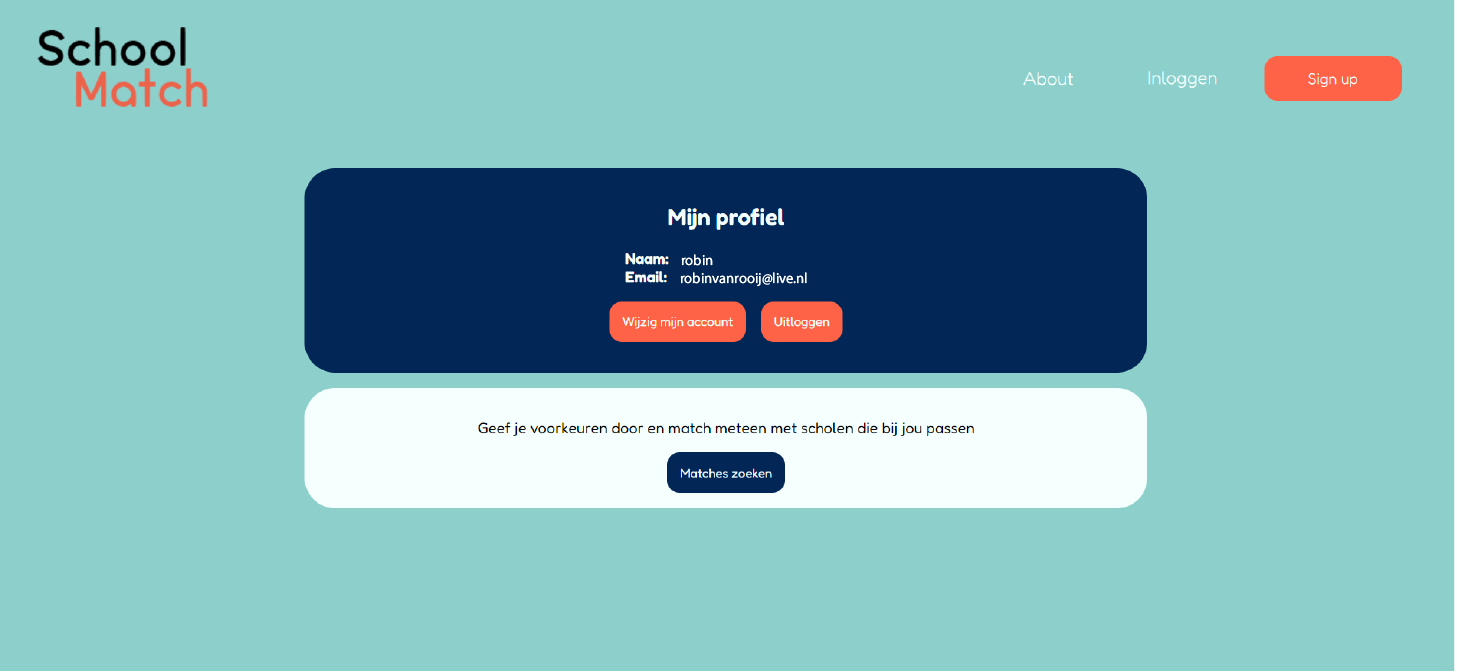 School
Match
About
Inloggen
Sign up
Mijn profiel
Naam: robin
Email: robinvanrooij@live.nl
Wijzig mijn account
Uitloggen
Geef je voorkeuren door en match meteen met scholen die bij jou passen
Matches zoeken